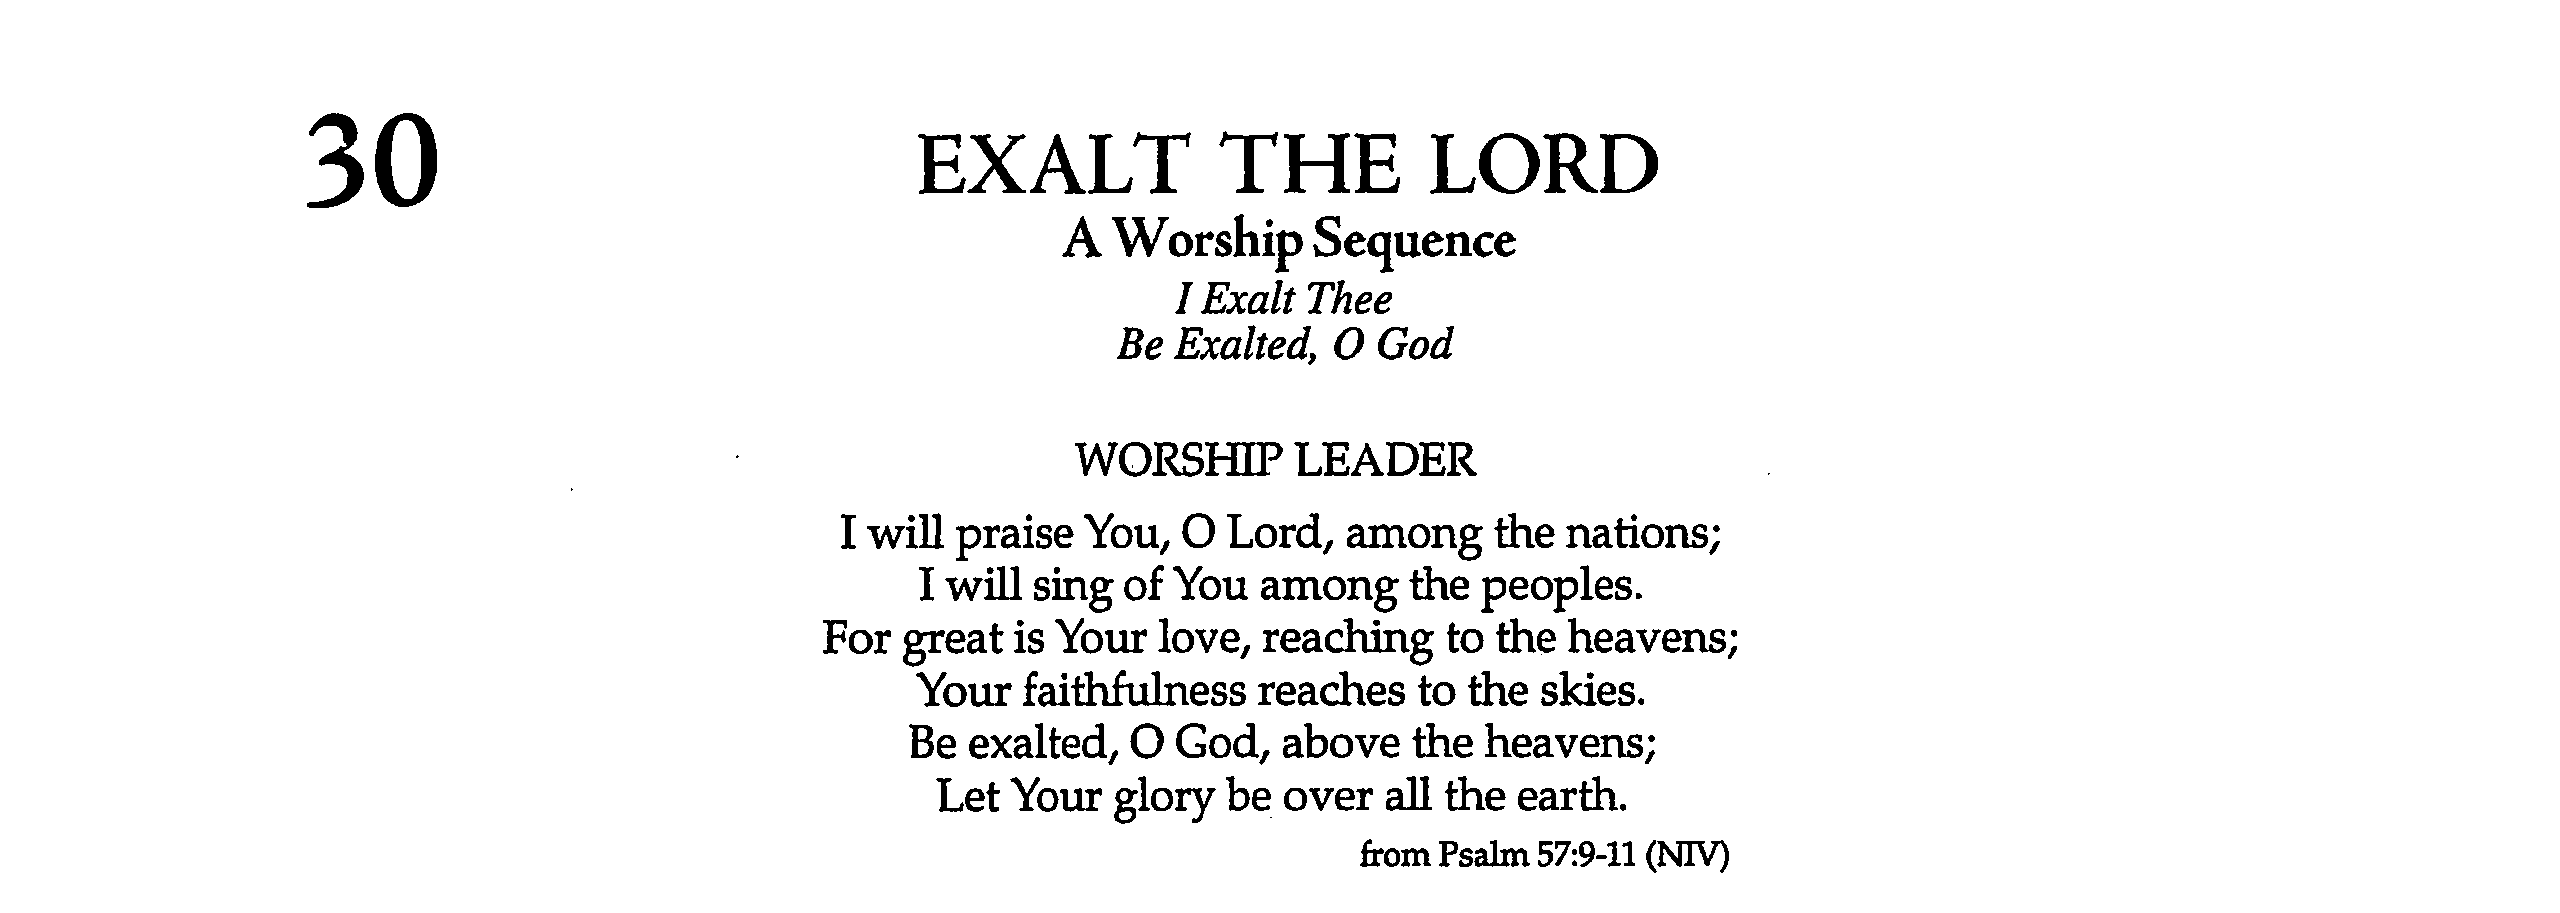 30
EXALT THE LORD
A Worship Sequence
I Exalt Thee
Be Exalted, O God
WORSHIP LEADER
I will praise You, O Lord, among the nations;
I will sing of You among the peoples.
For great is Your love, reaching to the heavens;
Your faithfulness reaches to the skies.
Be exalted, O God, above the heavens;
Let Your glory be over all the earth.
from Psalm 57:9-11 (NIV)